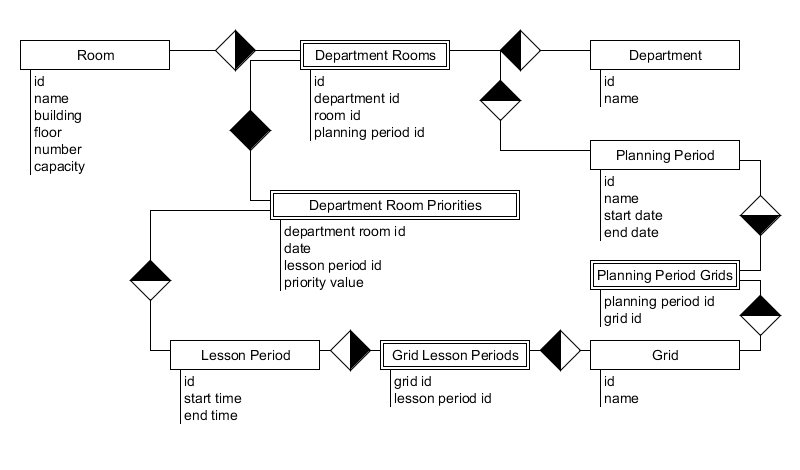 Room
id
name
building
floor
number
capacity
Department Rooms
id
department id
room id
planning period id
Department
id
name
Planning Period
id
name
start date
end date
Department Room Priorities
department room id
date
lesson period id
priority value
Planning Period Grids
planning period id
grid id
Lesson Period
id
start time
end time
Grid Lesson Periods
grid id
lesson period id
Grid
id
name